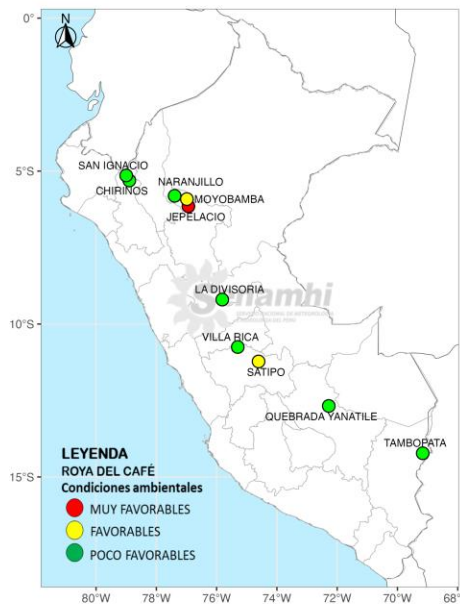 N
0°
SAN IGNACIO
NARANJILLO
CHIRINOS
MOYOBAMBA
JEPELACIO
5°S
LA DIVISORIA
Senamhi
10°S
VILLA RICA
SATIPO
QUEBRADA YANATILE
TAMBOPATA
LEYENDA
ROYA DEL CAFÉ
Condiciones ambientales
15°S
MUY FAVORABLES
FAVORABLES
POCO FAVORABLES
80°W 78°W 76°W 74°W 72°W 70°W 68°